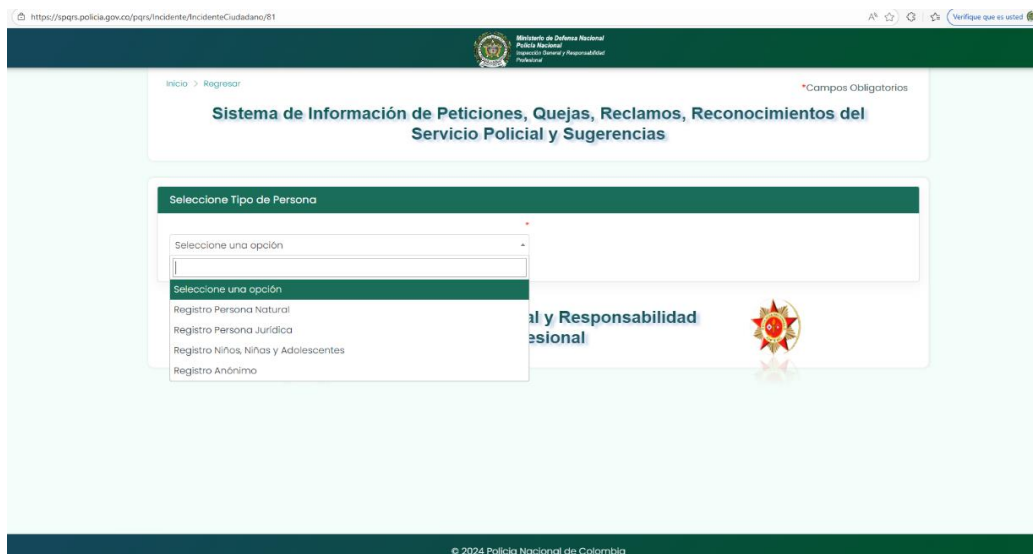 https://spqrs.policia.gov.co/pqrs/Incidente/IncidenteCiudadano/81
Verifique que es usted
Ministerio de Defensa Nacional
Policía Nacional
Inspección General y Responsabilidad
Profesional
Inicio > Regresar
*Campos Obligatorios
Sistema de Información de Peticiones, Quejas, Reclamos, Reconocimientos del
Servicio Policial y Sugerencias
Seleccione Tipo de Persona
*
Seleccione una opción
Seleccione una opción
Registro Persona Natural
Registro Persona Jurídica
Registro Niños, Niñas y Adolescentes
Registro Anónimo
al y Responsabilidad
esional
© 2024 Policía Nacional de Colombia